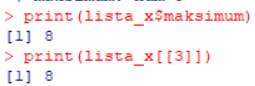 > print(lista_x$maksimum)
[1] 8
> print(lista_x[[3]])
[1] 8